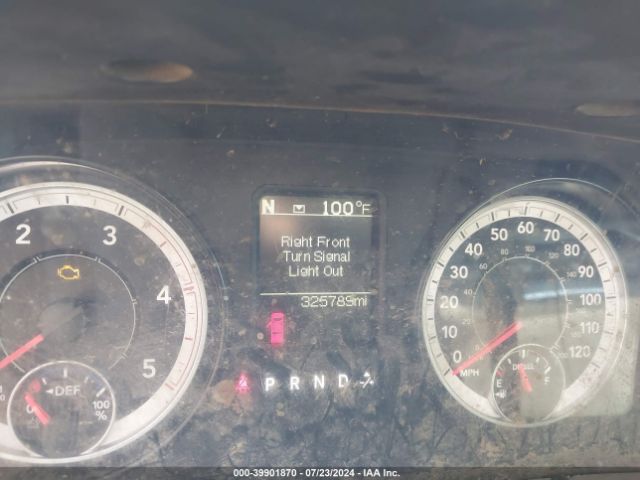 N 100°F
Right Front
Turn Signal
Light Out
325789mi
P R N D
2 3 4 5
DEF
0 100 %
0 10 20 30 40 50 60 70 80 90 100 110 120
MPH
DIESEL
E F
000-39901870 - 07/23/2024 - IAA Inc.